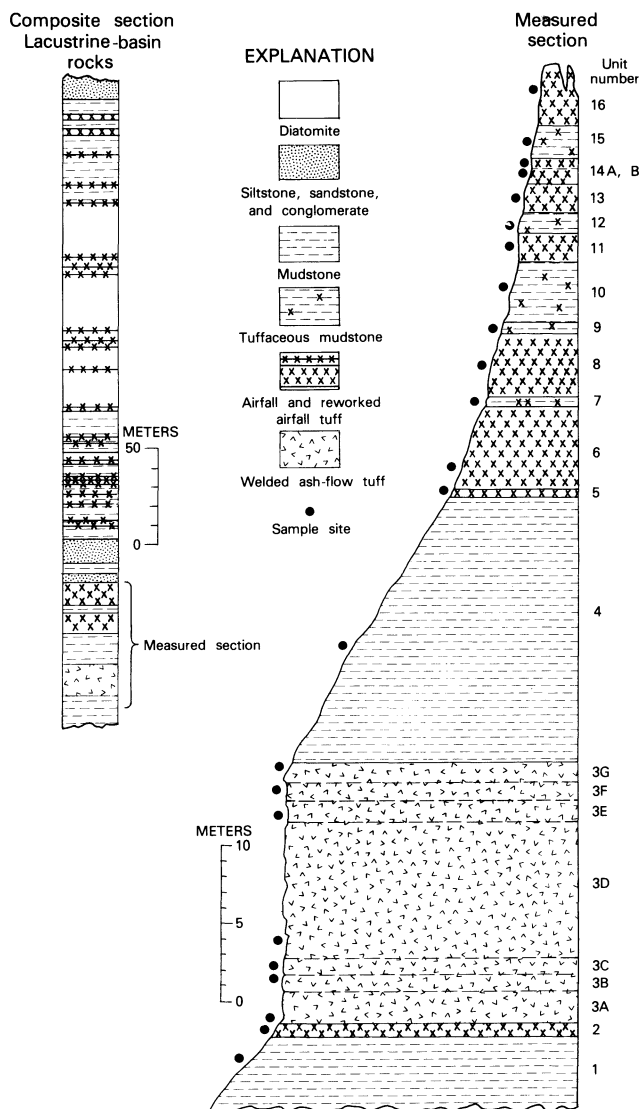 Composite section
Lacustrine-basin
rocks
METERS
50
0
Measured section
EXPLANATION
Diatomite
Siltstone, sandstone,
and conglomerate
Mudstone
Tuffaceous mudstone
Airfall and reworked
airfall tuff
Welded ash-flow tuff
Sample site
METERS
10
5
0
Measured
section
Unit
number
16
15
14 A, B
13
12
11
10
9
8
7
6
5
4
3G
3F
3E
3D
3C
3B
3A
2
1